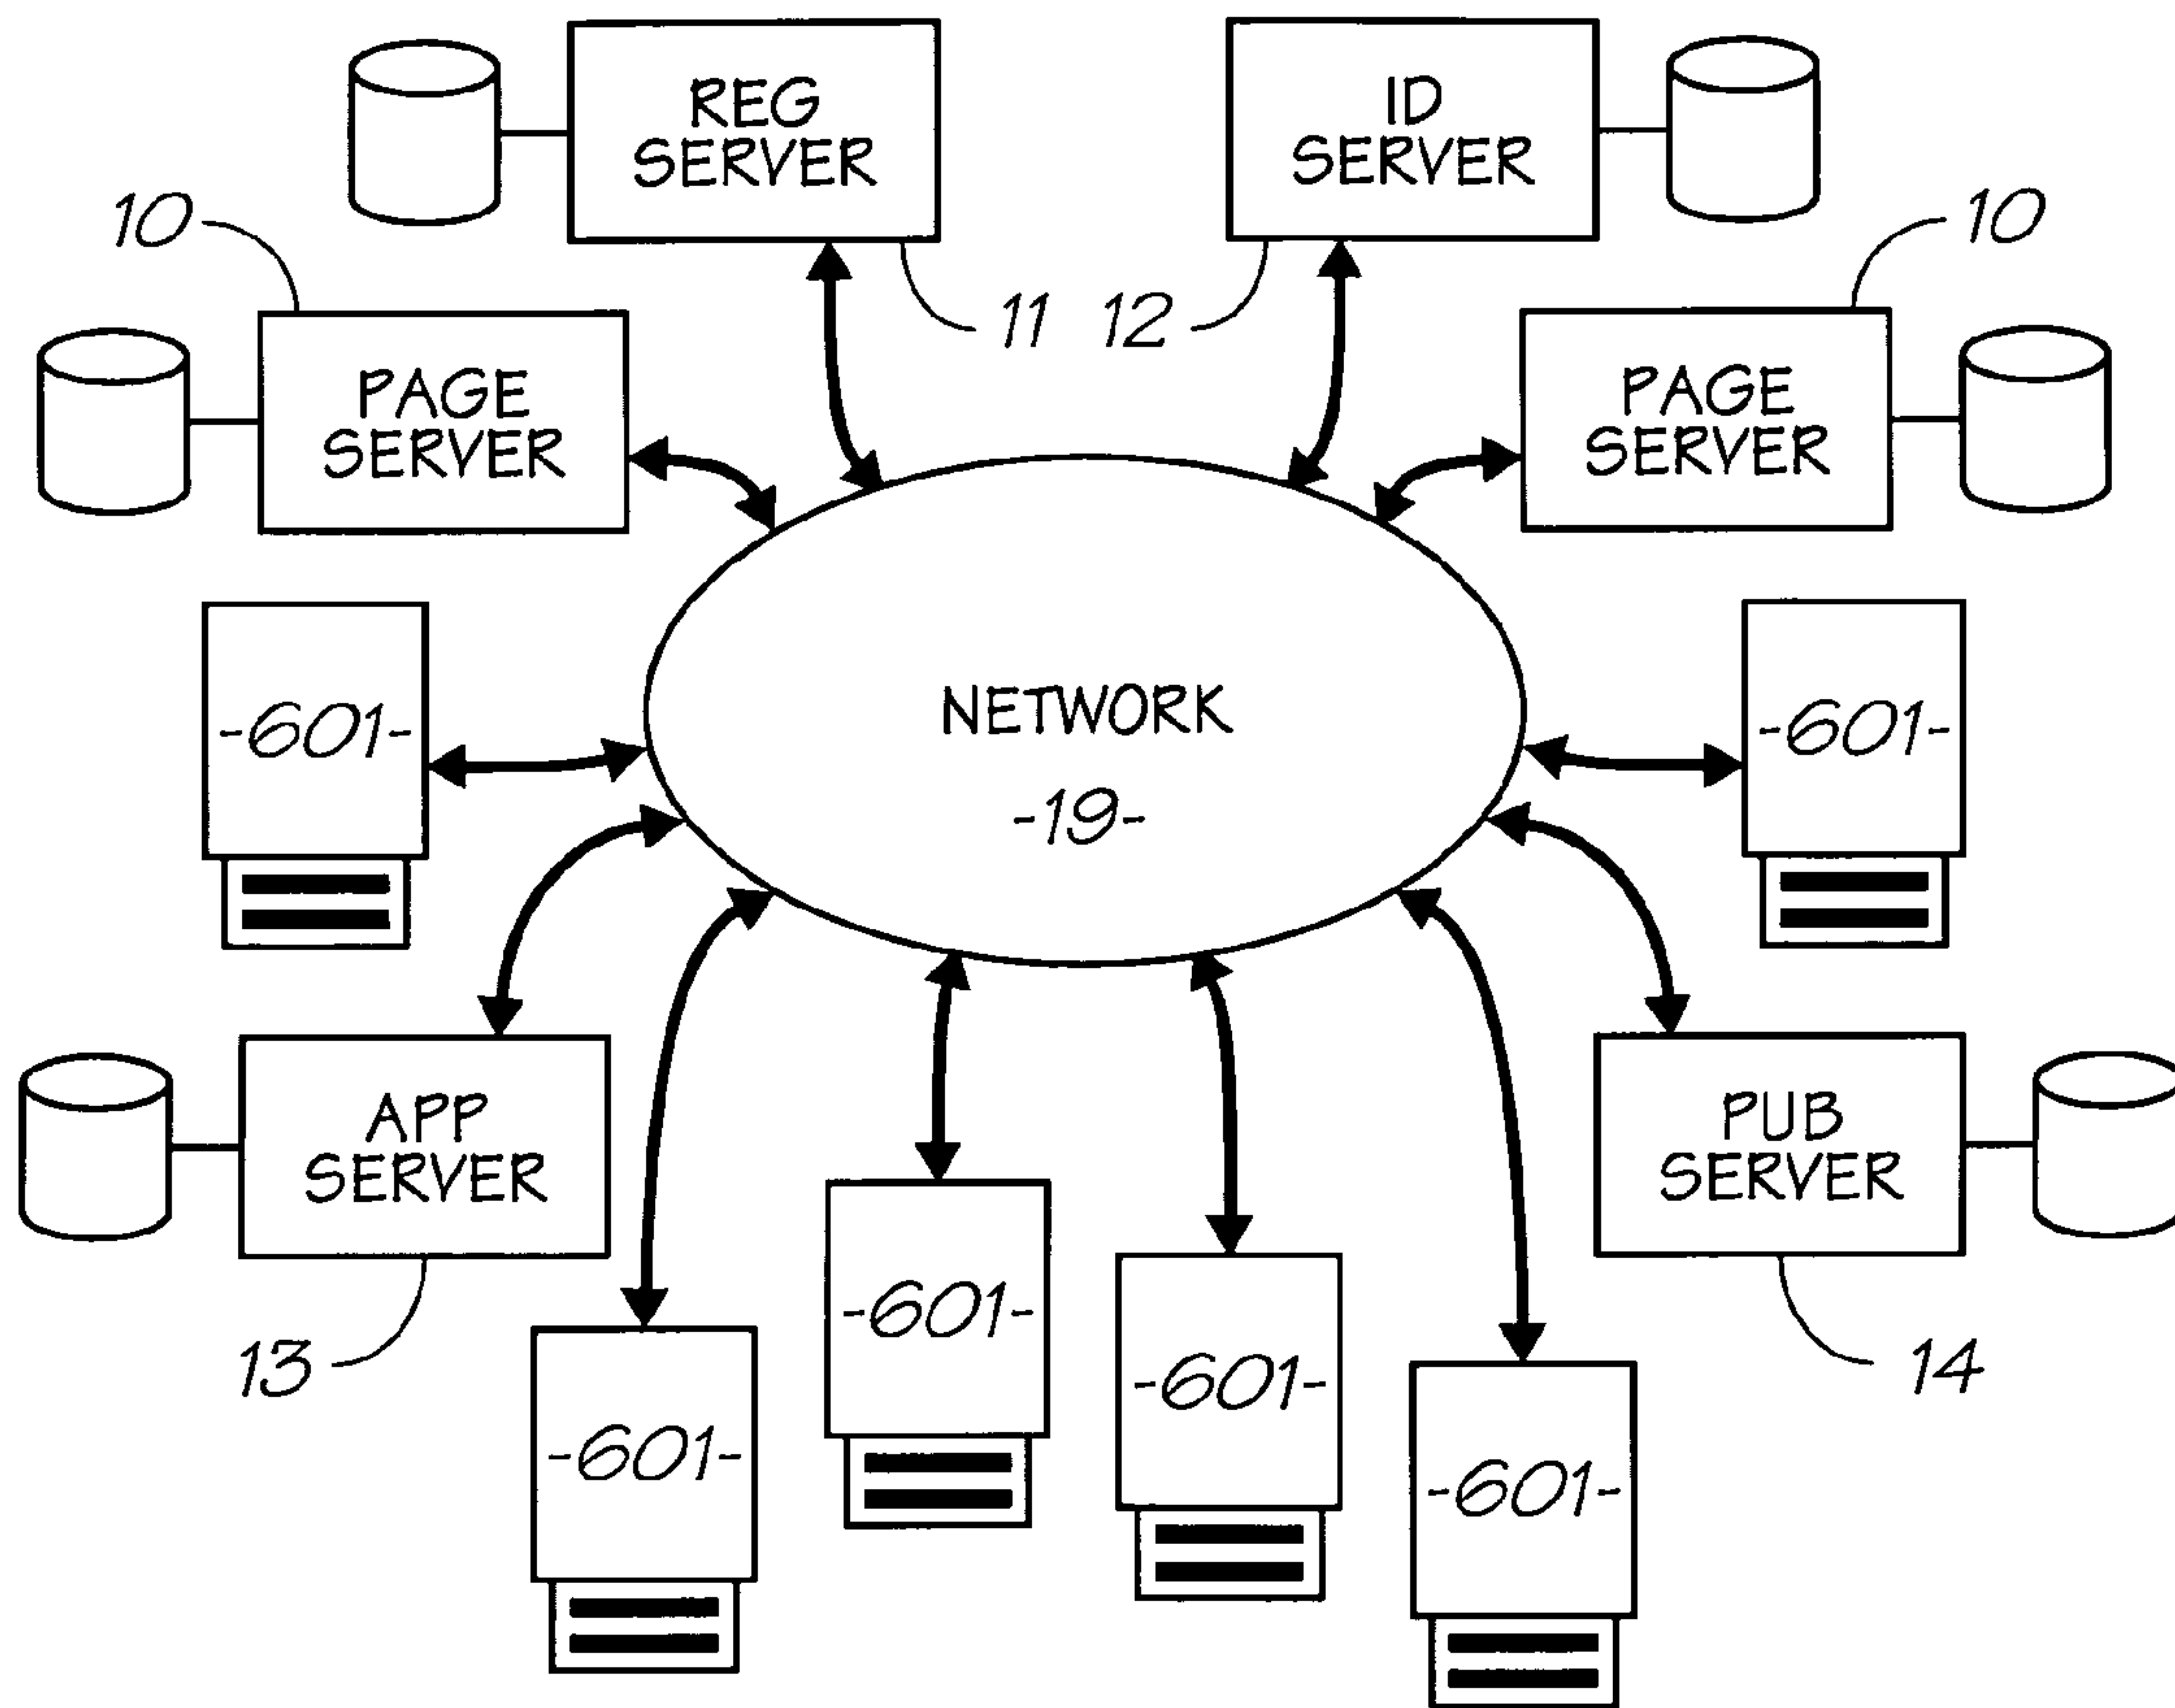 REG
SERVER
ID
SERVER
10
10
11
12
PAGE
SERVER
PAGE
SERVER
-601-
NETWORK
-19-
-601-
APP
SERVER
PUB
SERVER
13
-601-
-601-
-601-
-601-
14